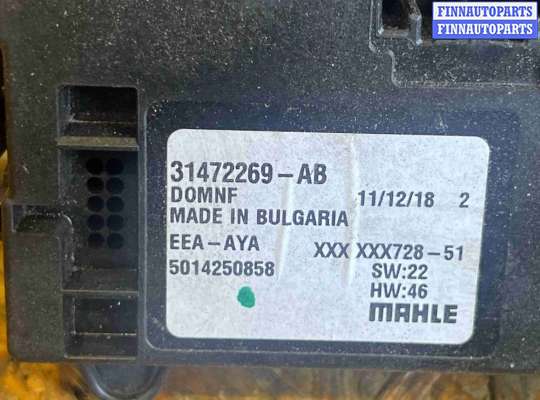 FINNAUTOPARTS
FINNAUTOPARTS
31472269-AB
DOMNF 11/12/18 2
MADE IN BULGARIA
EEA-AYA XXX XXX728-51
5014250858 SW:22
HW:46
MAHLE